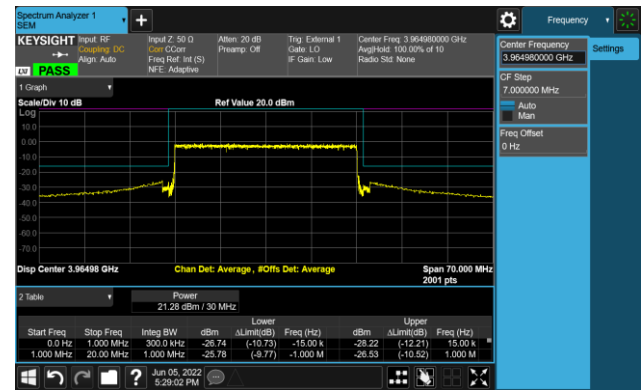 Spectrum Analyzer 1
SEM
+
Frequency
KEYSIGHT
Input: RF
Coupling: DC
Align: Auto
Input Z: 50 Ω
Corr CCorr
Freq Ref: Int (S)
NFE: Adaptive
Atten: 20 dB
Preamp: Off
Trig: External 1
Gate: LO
IF Gain: Low
Center Freq: 3.964980000 GHz
Avg|Hold: 100.00% of 10
Radio Std: None
LXI PASS
Center Frequency
3.964980000 GHz
Settings
CF Step
7.000000 MHz
Auto
Man
Freq Offset
0 Hz
1 Graph
Scale/Div 10 dB
Ref Value 20.0 dBm
Log
10.0
0.00
-10.0
-20.0
-30.0
-40.0
-50.0
-60.0
-70.0
Disp Center 3.96498 GHz
Chan Det: Average , #Offs Det: Average
Span 70.000 MHz
2001 pts
2 Table
Power
21.28 dBm / 30 MHz
Lower Upper
Start Freq Stop Freq Integ BW dBm ΔLimit(dB) Freq (Hz) dBm ΔLimit(dB) Freq (Hz)
0.0 Hz 1.000 MHz 300.0 kHz -26.74 (-10.73) -15.00 k -28.22 (-12.21) 15.00 k
1.000 MHz 20.00 MHz 1.000 MHz -25.78 (-9.77) -1.000 M -26.53 (-10.52) 1.000 M
?
Jun 05, 2022
5:29:02 PM